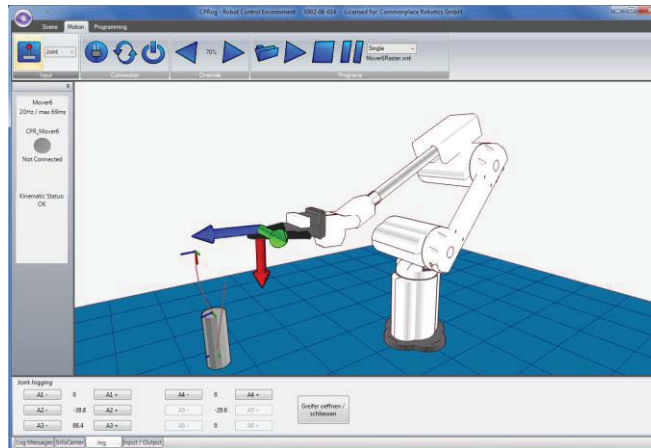 CPRog - Robot Control Environment - V902-06-014 - Licensed for: Commonplace Robotics GmbH
Scene Motion Programming
Joint
70%
Single
Mover6Raster.xml
Input Connection Override Programs
Mover6
20Hz / max 69ms
CPR_Mover6
Not Connected
Kinematic Status:
OK
Joint Jogging
A1 - 0 A1 + A4 - 0 A4 +
A2 - -38.6 A2 + A5 - -29.6 A5 +
A3 - 66.4 A3 + A6 - 0 A6 +
Greifer oeffnen /
schliessen
Log Messages InfoCenter Jog Input / Output